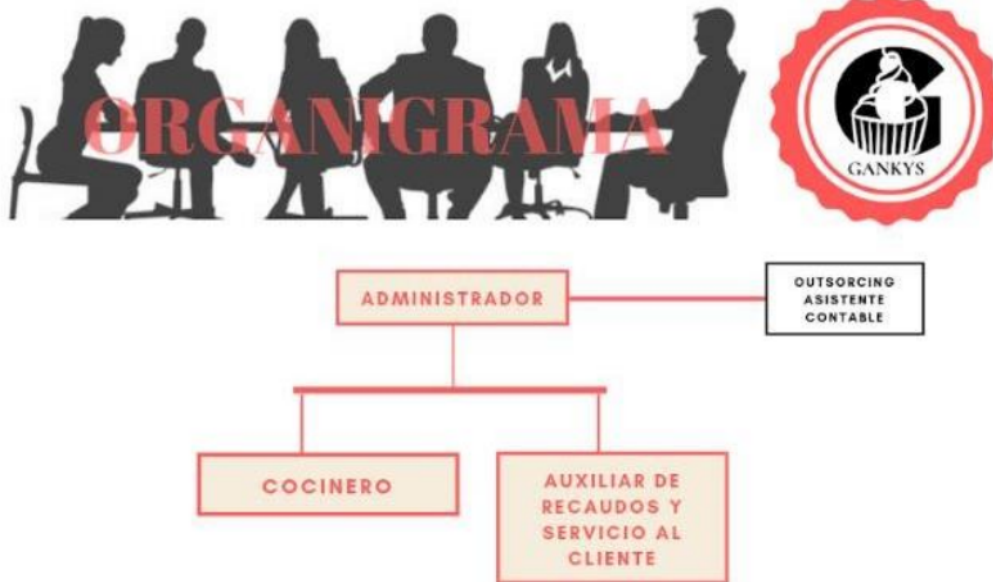 ORGANIGRAMA
G
GANKYS
ADMINISTRADOR
OUTSORCING
ASISTENTE
CONTABLE
COCINERO
AUXILIAR DE
RECAUDOS Y
SERVICIO AL
CLIENTE